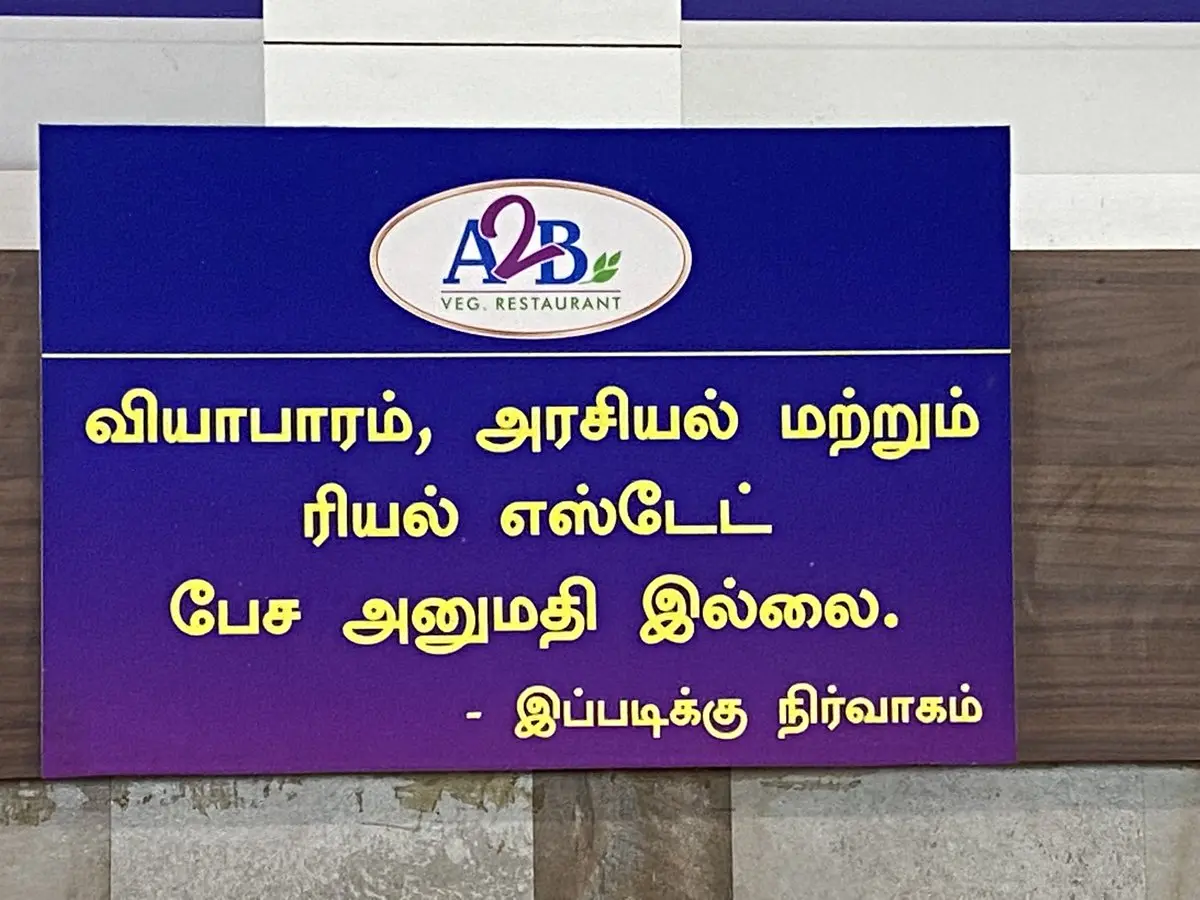 A2B
VEG. RESTAURANT
வியாபாரம், அரசியல் மற்றும்
ரியல் எஸ்டேட்
பேச அனுமதி இல்லை.
- இப்படிக்கு நிர்வாகம்